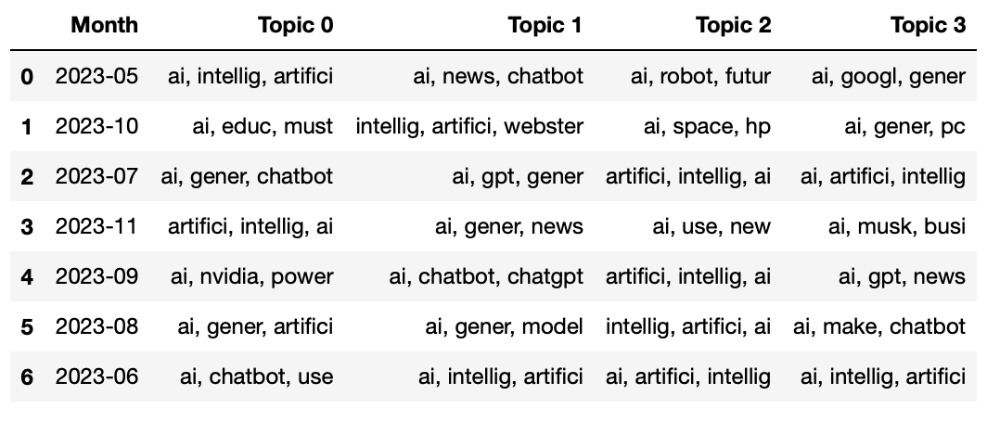 Month Topic 0 Topic 1 Topic 2 Topic 3
0 2023-05 ai, intellig, artifici ai, news, chatbot ai, robot, futur ai, googl, gener
1 2023-10 ai, educ, must intellig, artifici, webster ai, space, hp ai, gener, pc
2 2023-07 ai, gener, chatbot ai, gpt, gener artifici, intellig, ai ai, artifici, intellig
3 2023-11 artifici, intellig, ai ai, gener, news ai, use, new ai, musk, busi
4 2023-09 ai, nvidia, power ai, chatbot, chatgpt artifici, intellig, ai ai, gpt, news
5 2023-08 ai, gener, artifici ai, gener, model intellig, artifici, ai ai, make, chatbot
6 2023-06 ai, chatbot, use ai, intellig, artifici ai, artifici, intellig ai, intellig, artifici